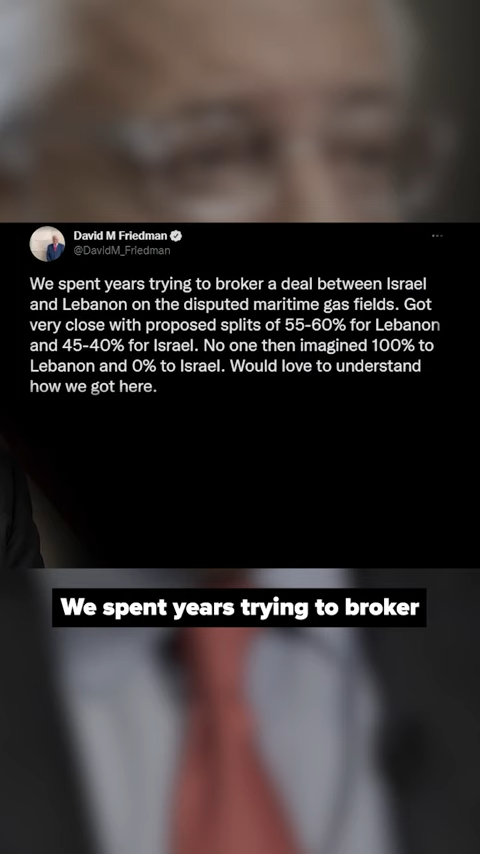 David M Friedman
@DavidM_Friedman
We spent years trying to broker a deal between Israel
and Lebanon on the disputed maritime gas fields. Got
very close with proposed splits of 55-60% for Lebanon
and 45-40% for Israel. No one then imagined 100% to
Lebanon and 0% to Israel. Would love to understand
how we got here.
We spent years trying to broker